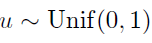 u ∼ Unif(0, 1)